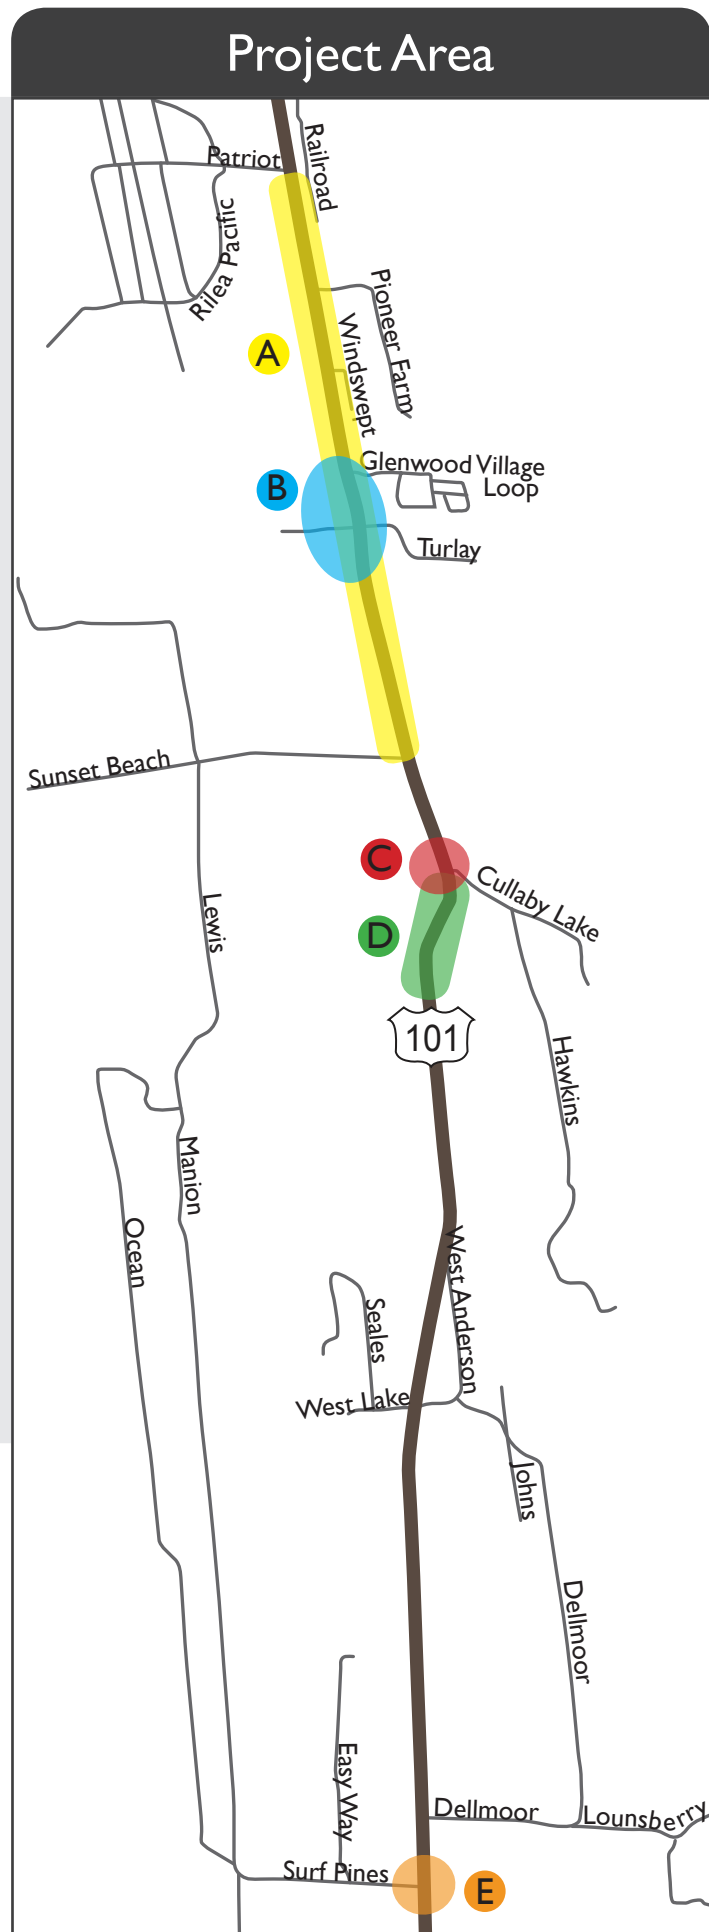 Project Area
Railroad
Patriot
Rilea Pacific
Pioneer Farm
Windswept
A
Glenwood Village
Loop
B
Turlay
Sunset Beach
C
Cullaby Lake
Lewis
D
101
Hawkins
Manion
Ocean
West Anderson
Seales
West Lake
Johns
Dellmoor
Easy Way
Dellmoor
Lounsberry
Surf Pines
E